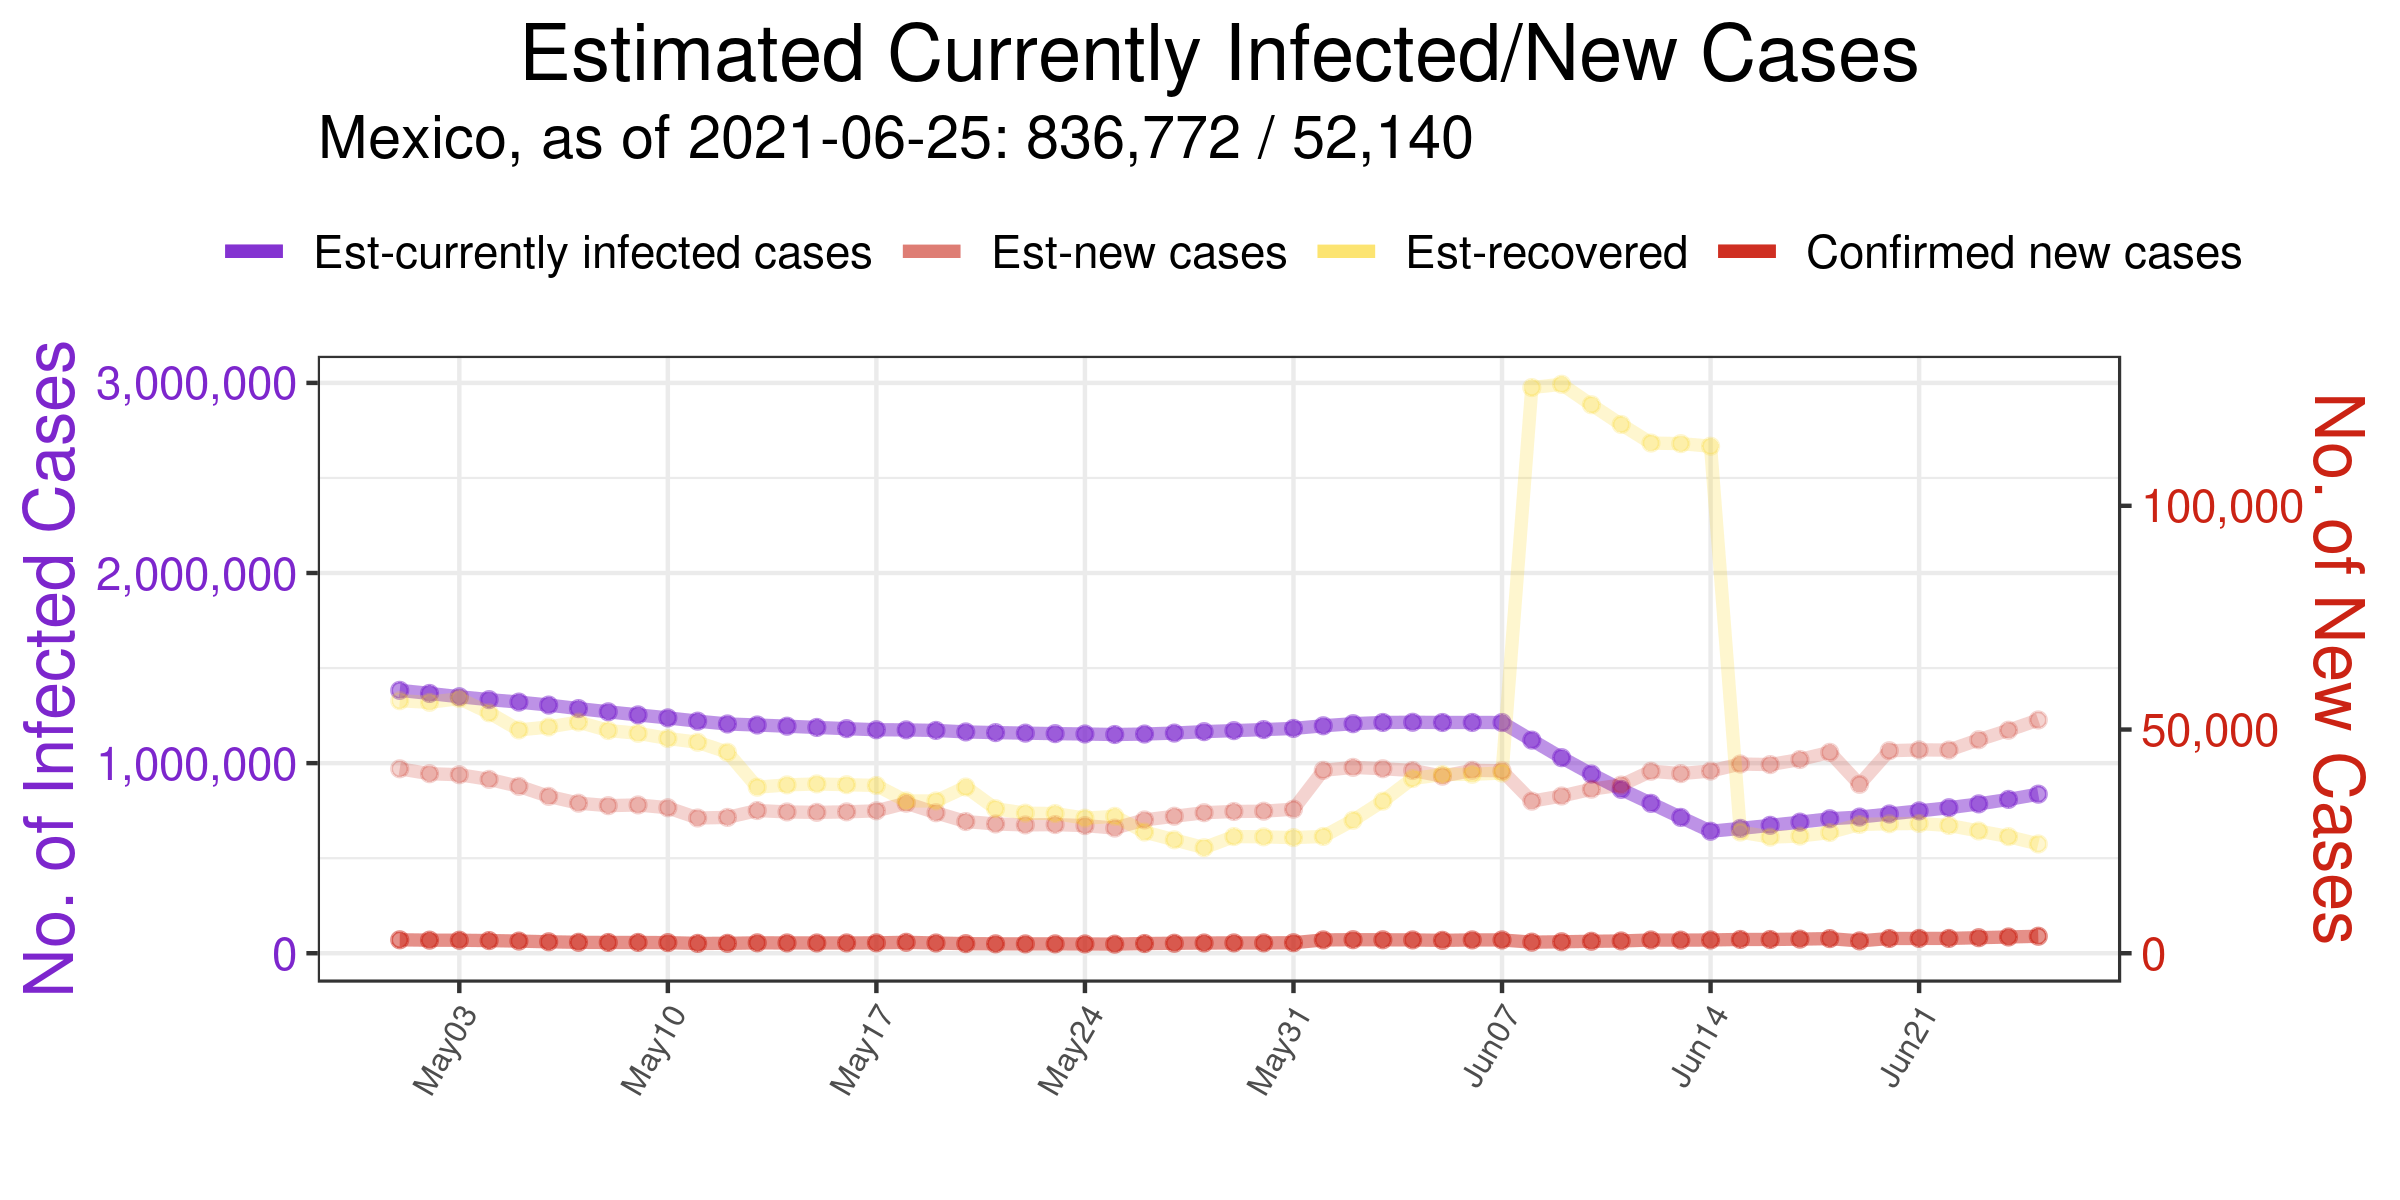 Estimated Currently Infected/New Cases
Mexico, as of 2021-06-25: 836,772 / 52,140
Est-currently infected cases Est-new cases Est-recovered Confirmed new cases
No. of Infected Cases
3,000,000
2,000,000
1,000,000
0
100,000
50,000
0
No. of New Cases
May03 May10 May17 May24 May31 Jun07 Jun14 Jun21